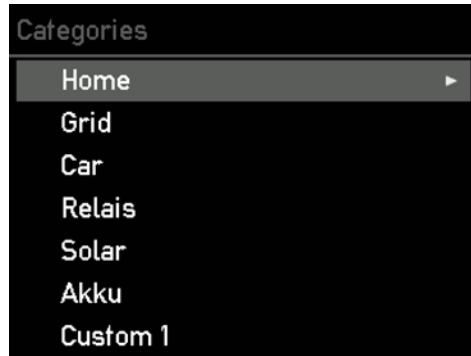 Categories
Home
Grid
Car
Relais
Solar
Akku
Custom 1